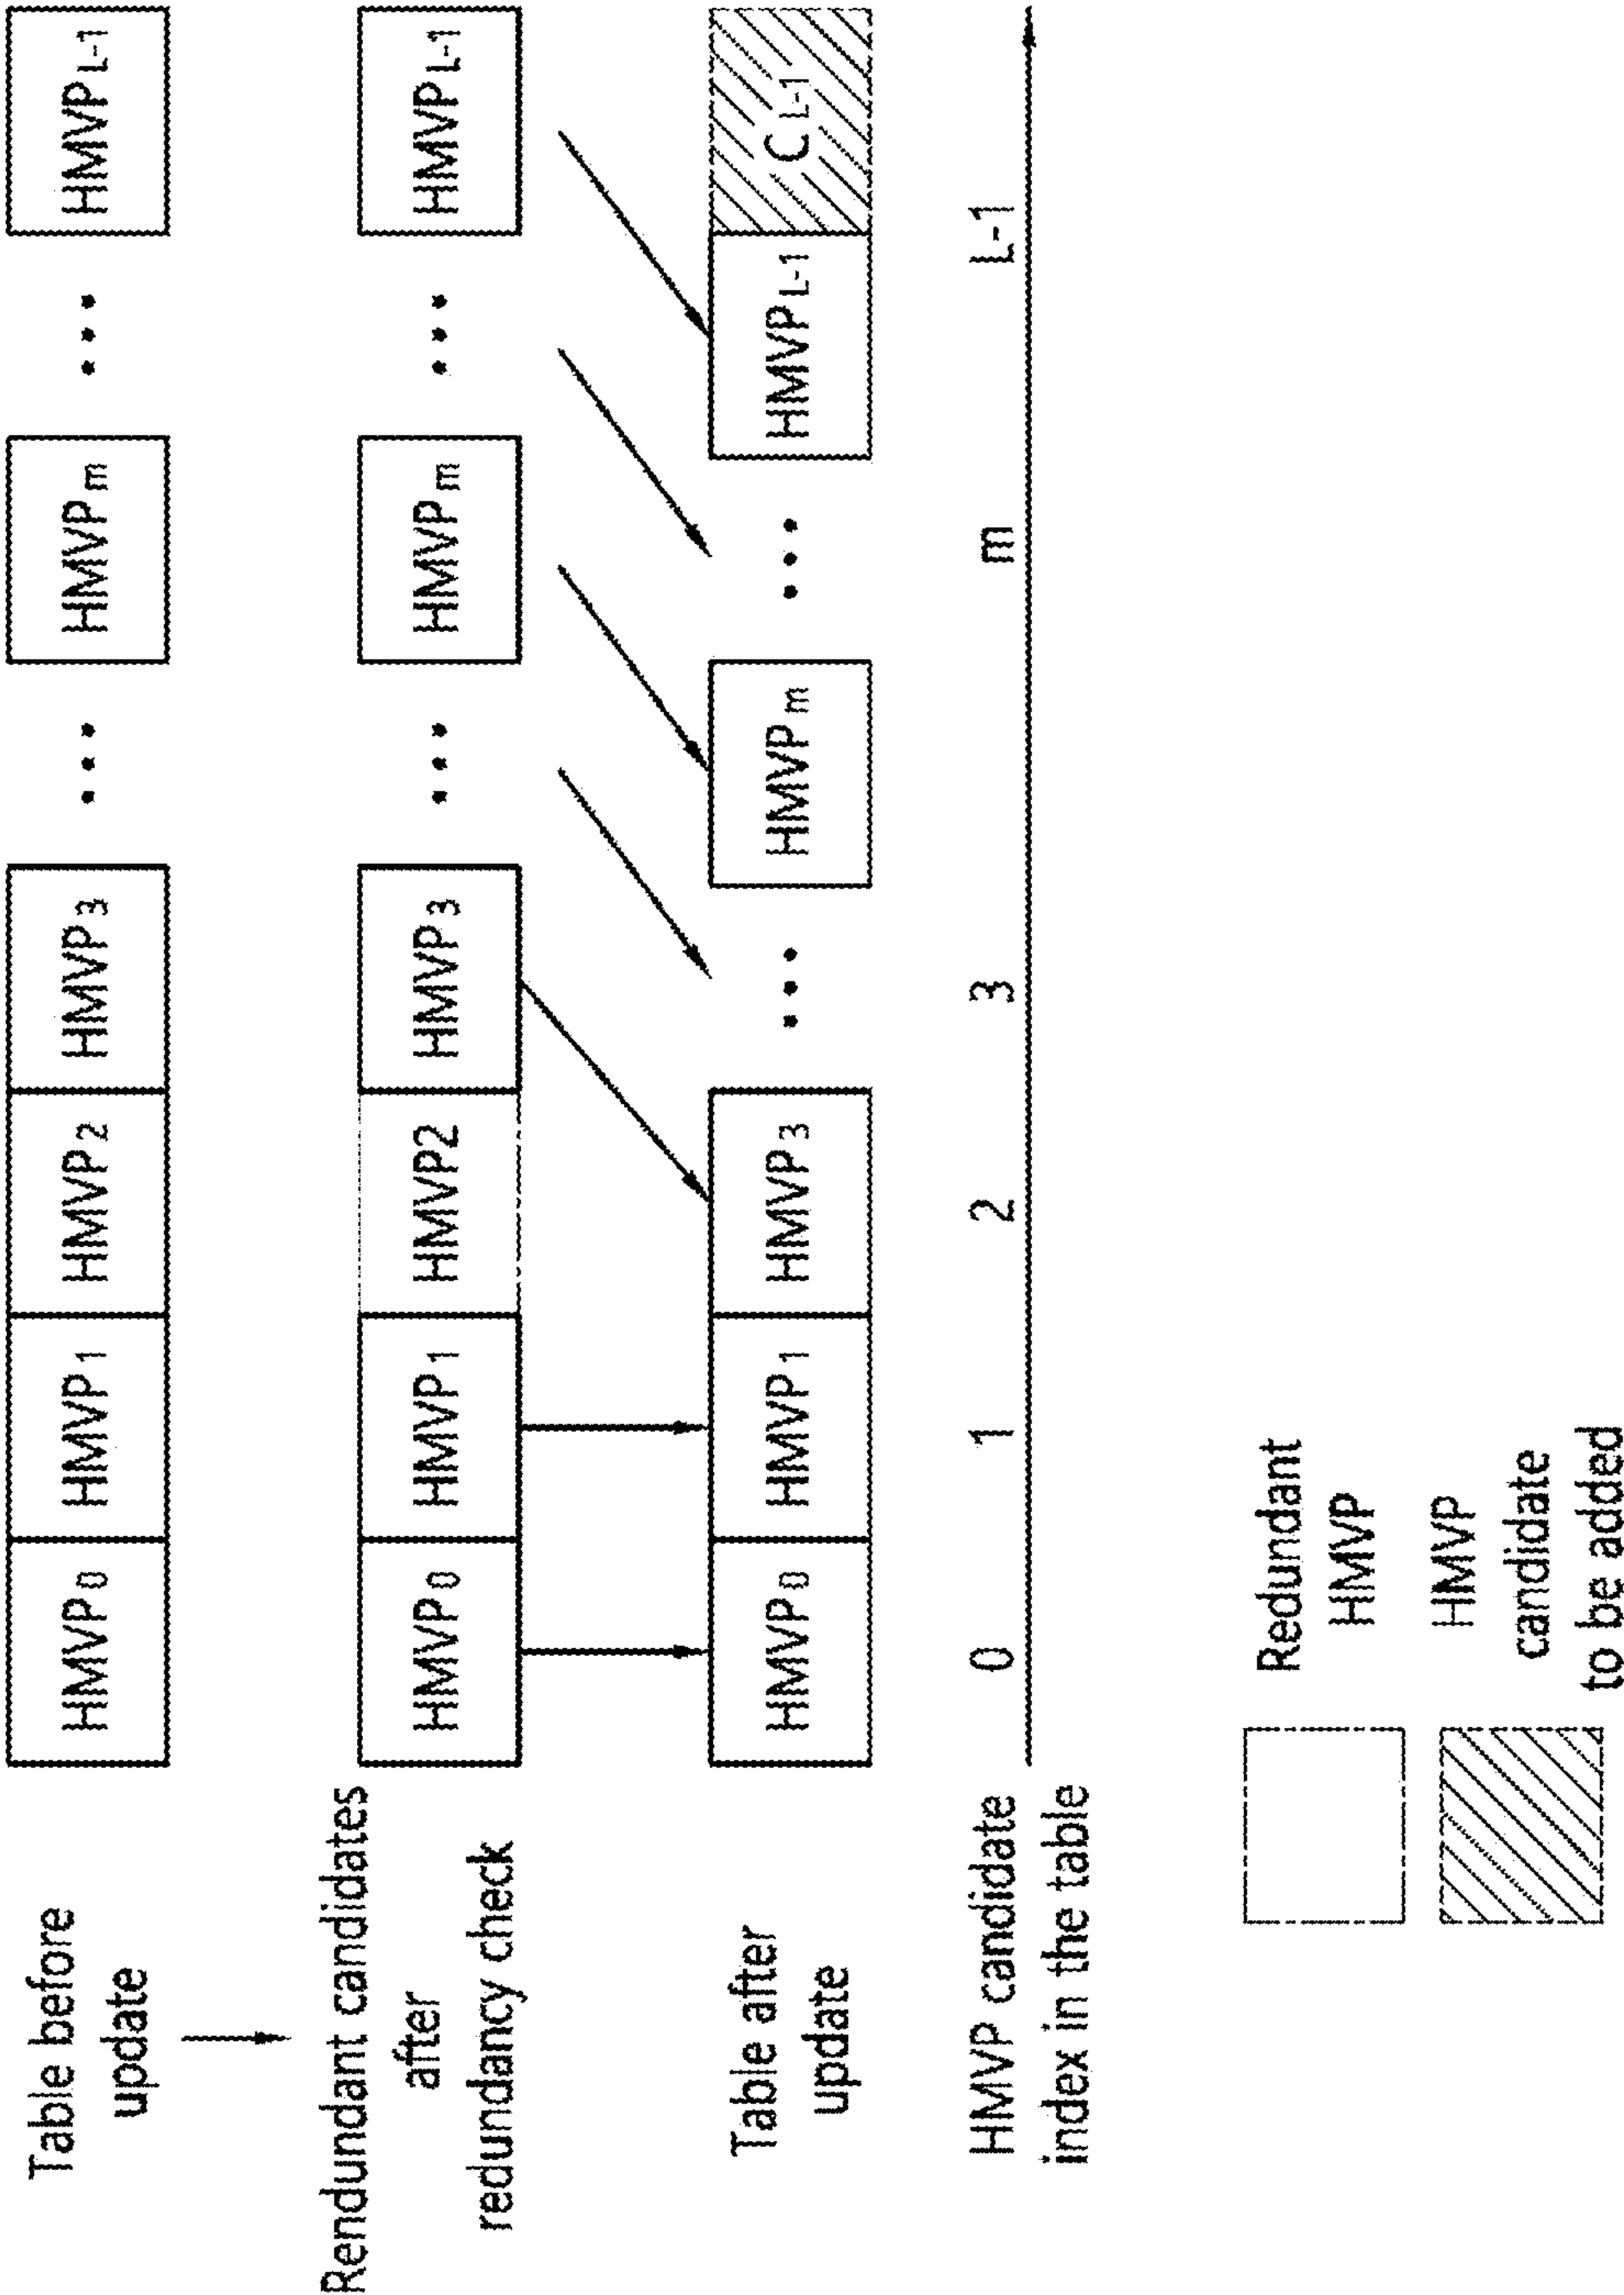 Table before
update
HMVP0 HMVP1 HMVP2 HMVP3 ••• HMVPm ••• HMVPL-1
Rendundant candidates
after
redundancy check
HMVP0 HMVP1 HMVP2 HMVP3 ••• HMVPm ••• HMVPL-1
Table after
update
HMVP0 HMVP1 HMVP3 ••• HMVPm ••• HMVPL-1 CL-1
HMVP candidate
index in the table
0 1 2 3 m L-1
Redundant
HMVP
HMVP
candidate
to be added